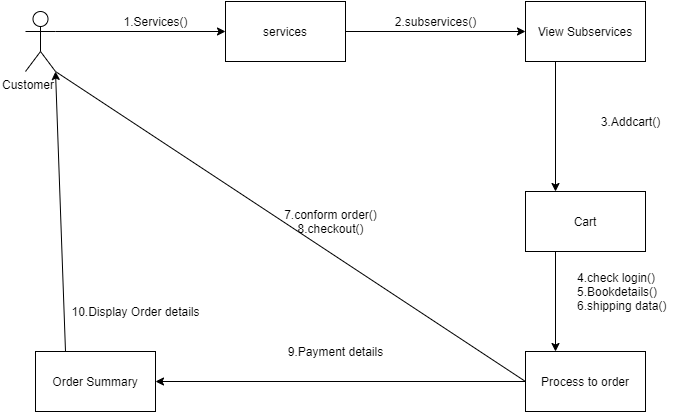 1.Services()
services
2.subservices()
View Subservices
Customer
3.Addcart()
Cart
7.conform order()
8.checkout()
4.check login()
5.Bookdetails()
6.shipping data()
10.Display Order details
9.Payment details
Order Summary
Process to order